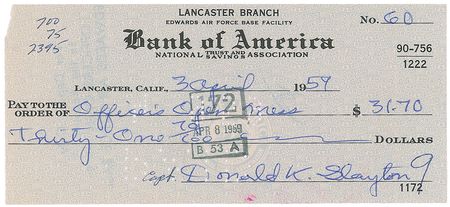 LANCASTER BRANCH
EDWARDS AIR FORCE BASE FACILITY
No. 60
700
75
2395
Bank of America
NATIONAL TRUST AND SAVINGS ASSOCIATION
90-756
1222
LANCASTER, CALIF., 3 April 1959
PAY TO THE
ORDER OF Officer's Open Mess $ 31.70
Thirty-One 70/100 DOLLARS
72
APR 8 1959
B 53 A
Capt Donald K. Slayton
1172